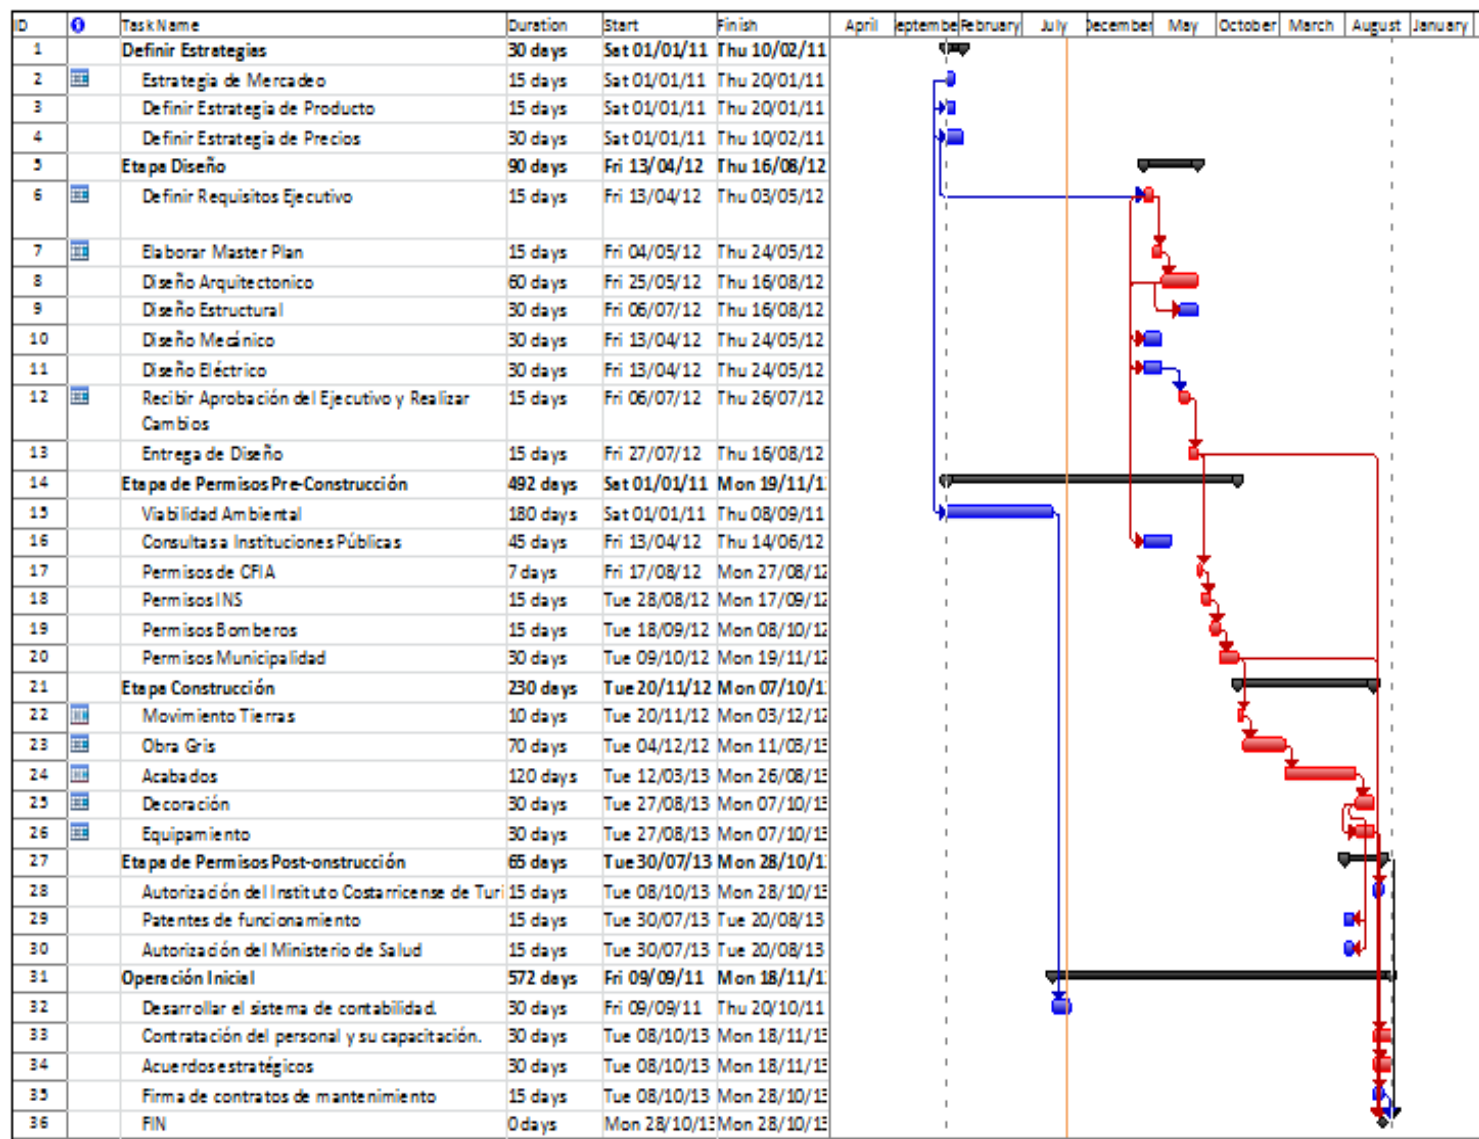 ID Task Name Duration Start Finish April eptembe February July December May October March August January
1 Definir Estrategias 30 days Sat 01/01/11 Thu 10/02/11
2 Estrategia de Mercadeo 15 days Sat 01/01/11 Thu 20/01/11
3 Definir Estrategia de Producto 15 days Sat 01/01/11 Thu 20/01/11
4 Definir Estrategia de Precios 30 days Sat 01/01/11 Thu 10/02/11
5 Etapa Diseño 90 days Fri 13/04/12 Thu 16/08/12
6 Definir Requisitos Ejecutivo 15 days Fri 13/04/12 Thu 03/05/12
7 Elaborar Master Plan 15 days Fri 04/05/12 Thu 24/05/12
8 Diseño Arquitectonico 60 days Fri 25/05/12 Thu 16/08/12
9 Diseño Estructural 30 days Fri 06/07/12 Thu 16/08/12
10 Diseño Mecánico 30 days Fri 13/04/12 Thu 24/05/12
11 Diseño Eléctrico 30 days Fri 13/04/12 Thu 24/05/12
12 Recibir Aprobación del Ejecutivo y Realizar 15 days Fri 06/07/12 Thu 26/07/12
Cambios
13 Entrega de Diseño 15 days Fri 27/07/12 Thu 16/08/12
14 Etapa de Permisos Pre-Construcción 492 days Sat 01/01/11 Mon 19/11/1
15 Viabilidad Ambiental 180 days Sat 01/01/11 Thu 08/09/11
16 Consultas a Instituciones Públicas 45 days Fri 13/04/12 Thu 14/06/12
17 Permisos de CFIA 7 days Fri 17/08/12 Mon 27/08/12
18 Permisos INS 15 days Tue 28/08/12 Mon 17/09/12
19 Permisos Bomberos 15 days Tue 18/09/12 Mon 08/10/12
20 Permisos Municipalidad 30 days Tue 09/10/12 Mon 19/11/12
21 Etapa Construcción 230 days Tue 20/11/12 Mon 07/10/1
22 Movimiento Tierras 10 days Tue 20/11/12 Mon 03/12/12
23 Obra Gris 70 days Tue 04/12/12 Mon 11/03/13
24 Acabados 120 days Tue 12/03/13 Mon 26/08/13
25 Decoración 30 days Tue 27/08/13 Mon 07/10/13
26 Equipamiento 30 days Tue 27/08/13 Mon 07/10/13
27 Etapa de Permisos Post-onstrucción 65 days Tue 30/07/13 Mon 28/10/1
28 Autorización del Instituto Costarricense de Turi 15 days Tue 08/10/13 Mon 28/10/13
29 Patentes de funcionamiento 15 days Tue 30/07/13 Tue 20/08/13
30 Autorización del Ministerio de Salud 15 days Tue 30/07/13 Tue 20/08/13
31 Operación Inicial 572 days Fri 09/09/11 Mon 18/11/1
32 Desarrollar el sistema de contabilidad. 30 days Fri 09/09/11 Thu 20/10/11
33 Contratación del personal y su capacitación. 30 days Tue 08/10/13 Mon 18/11/13
34 Acuerdos estratégicos 30 days Tue 08/10/13 Mon 18/11/13
35 Firma de contratos de mantenimiento 15 days Tue 08/10/13 Mon 28/10/13
36 FIN 0 days Mon 28/10/13 Mon 28/10/13